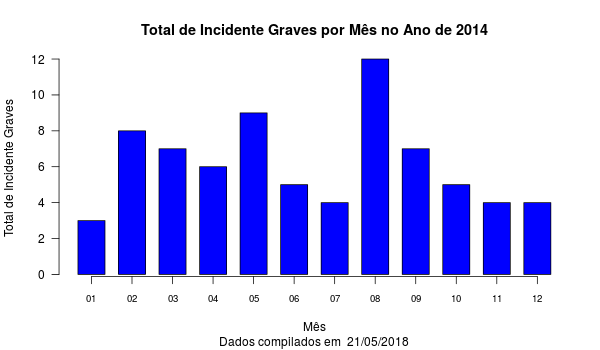 Total de Incidente Graves por Mês no Ano de 2014
Total de Incidente Graves
12
10
8
6
4
2
0
01 02 03 04 05 06 07 08 09 10 11 12
Mês
Dados compilados em 21/05/2018